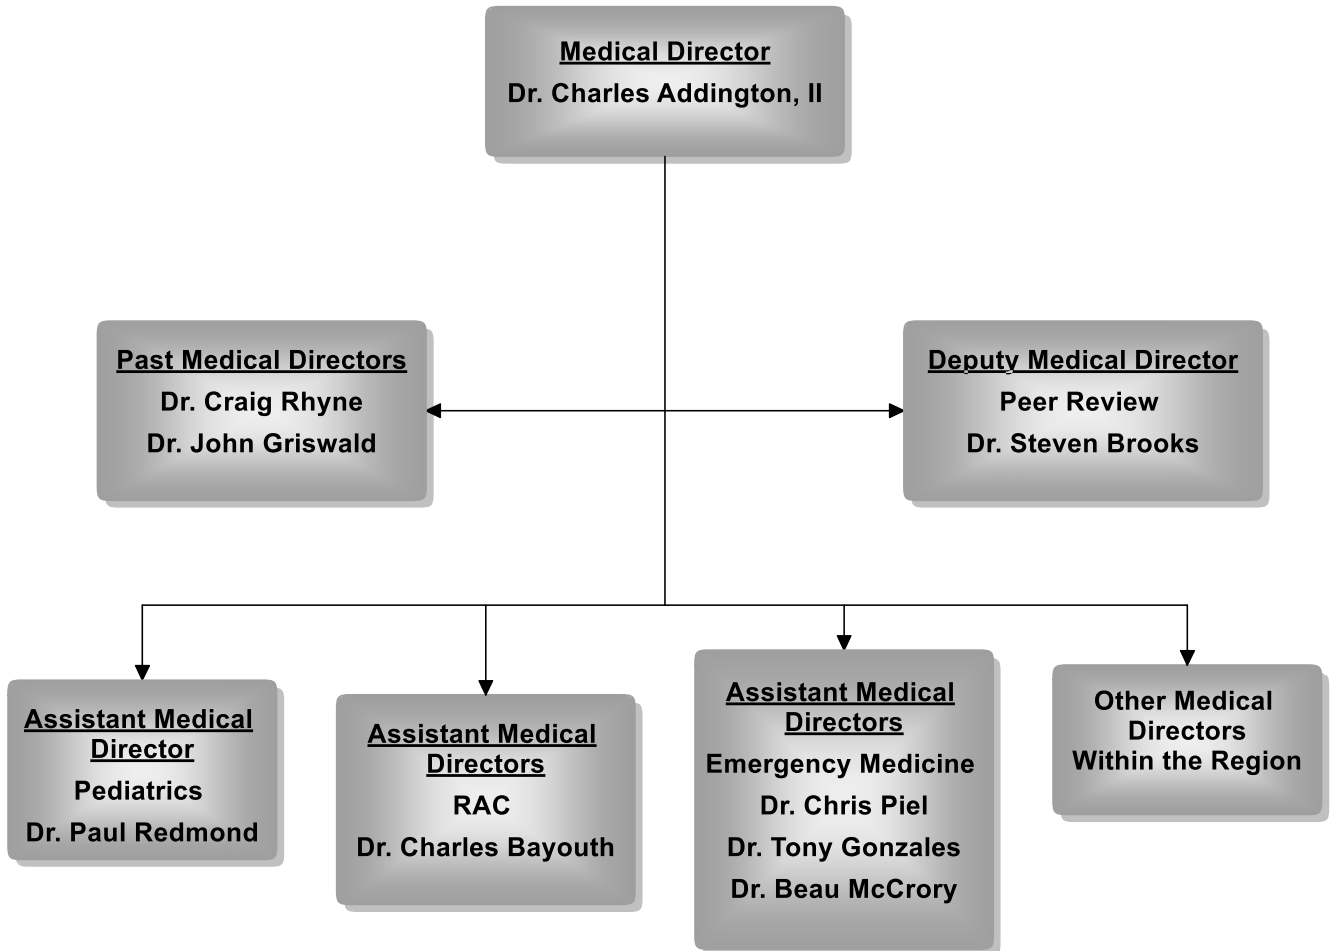 Medical Director
Dr. Charles Addington, II
Past Medical Directors
Dr. Craig Rhyne
Dr. John Griswald
Deputy Medical Director
Peer Review
Dr. Steven Brooks
Assistant Medical
Director
Pediatrics
Dr. Paul Redmond
Assistant Medical
Directors
RAC
Dr. Charles Bayouth
Assistant Medical
Directors
Emergency Medicine
Dr. Chris Piel
Dr. Tony Gonzales
Dr. Beau McCrory
Other Medical
Directors
Within the Region